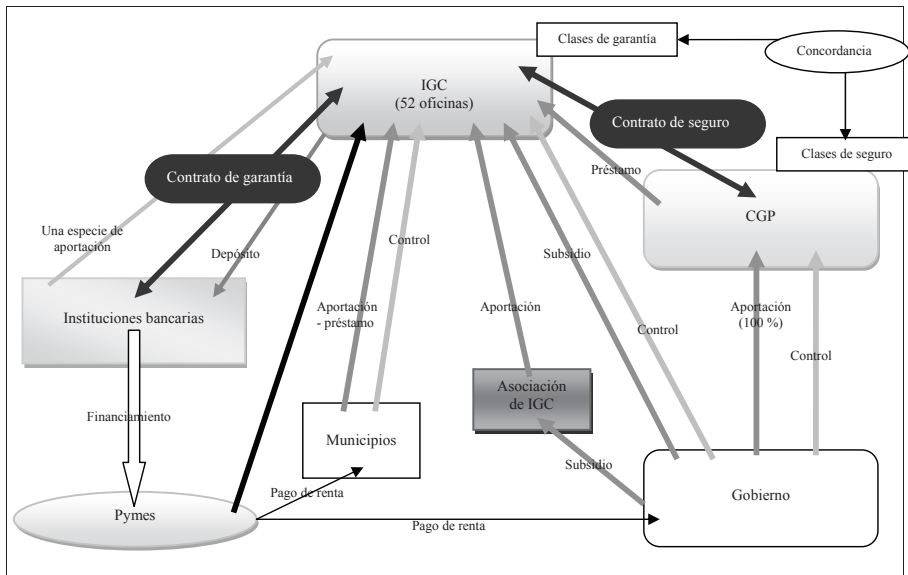 Clases de garantía
Concordancia
IGC
(52 oficinas)
Contrato de seguro
Clases de seguro
Contrato de garantía
Préstamo
CGP
Una especie de
aportación
Depósito
Control
Subsidio
Instituciones bancarias
Aportación
- préstamo
Aportación
Control
Aportación
(100 %)
Control
Asociación
de IGC
Financiamiento
Municipios
Subsidio
Gobierno
Pago de renta
Pymes
Pago de renta